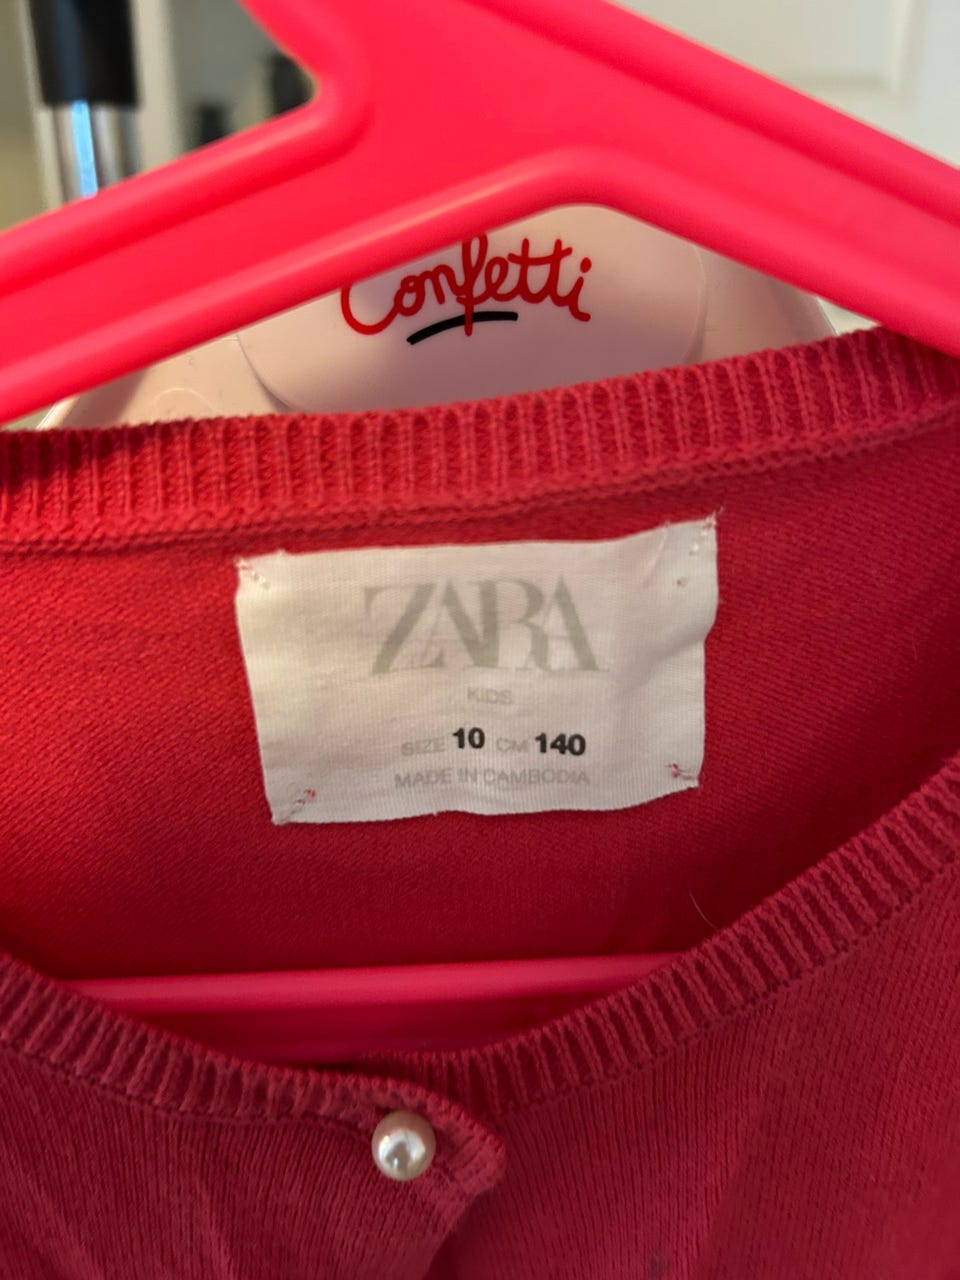 Confetti
ZARA
KIDS
SIZE 10 CM 140
MADE IN CAMBODIA